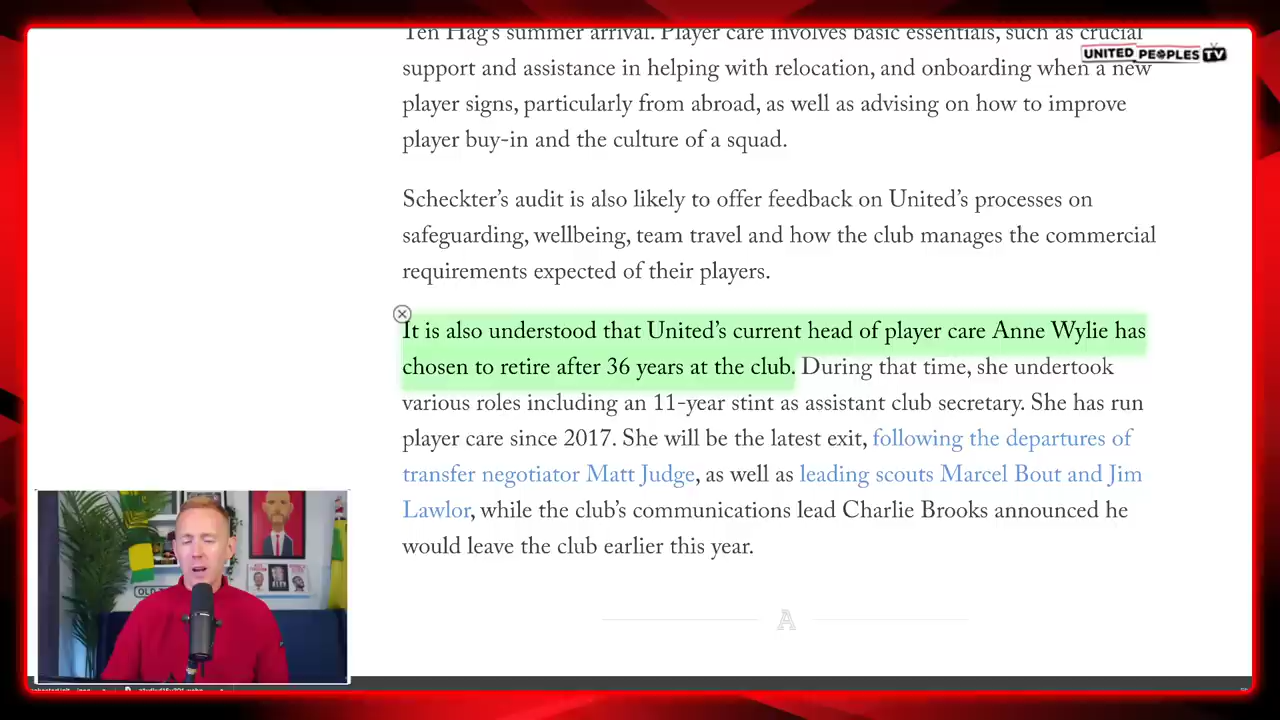 Ten Hag's summer arrival. Player care involves basic essentials, such as crucial
UNITED PEOPLES TV
support and assistance in helping with relocation, and onboarding when a new
player signs, particularly from abroad, as well as advising on how to improve
player buy-in and the culture of a squad.
Scheckter's audit is also likely to offer feedback on United's processes on
safeguarding, wellbeing, team travel and how the club manages the commercial
requirements expected of their players.
It is also understood that United's current head of player care Anne Wylie has
chosen to retire after 36 years at the club. During that time, she undertook
various roles including an 11-year stint as assistant club secretary. She has run
player care since 2017. She will be the latest exit, following the departures of
transfer negotiator Matt Judge, as well as leading scouts Marcel Bout and Jim
Lawlor, while the club's communications lead Charlie Brooks announced he
would leave the club earlier this year.
A
OLD